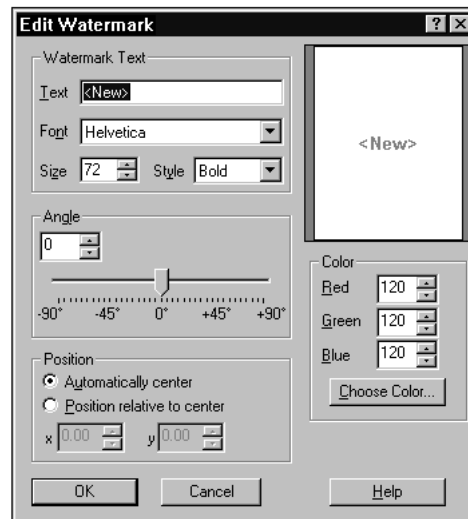 Edit Watermark
Watermark Text
Text <New>
Font Helvetica
Size 72 Style Bold
<New>
Angle
0
-90° -45° 0° +45° +90°
Color
Red 120
Green 120
Blue 120
Choose Color...
Position
Automatically center
Position relative to center
x 0.00 y 0.00
OK Cancel Help